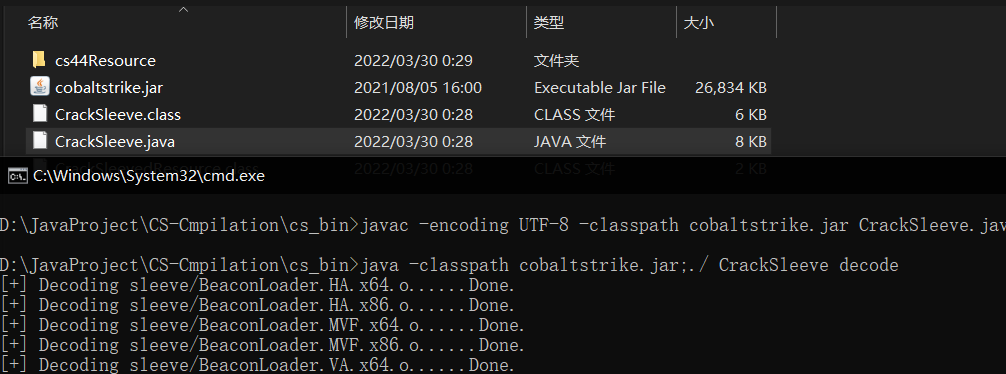 名称 修改日期 类型 大小
cs44Resource 2022/03/30 0:29 文件夹
cobaltstrike.jar 2021/08/05 16:00 Executable Jar File 26,834 KB
CrackSleeve.class 2022/03/30 0:28 CLASS 文件 6 KB
CrackSleeve.java 2022/03/30 0:28 JAVA 文件 8 KB
CrackSleevedResource.class 2022/03/30 0:28 CLASS 文件 2 KB
C:\Windows\System32\cmd.exe
D:\JavaProject\CS-Cmpilation\cs_bin>javac -encoding UTF-8 -classpath cobaltstrike.jar CrackSleeve.jav
D:\JavaProject\CS-Cmpilation\cs_bin>java -classpath cobaltstrike.jar;./ CrackSleeve decode
[+] Decoding sleeve/BeaconLoader.HA.x64.o......Done.
[+] Decoding sleeve/BeaconLoader.HA.x86.o......Done.
[+] Decoding sleeve/BeaconLoader.MVF.x64.o......Done.
[+] Decoding sleeve/BeaconLoader.MVF.x86.o......Done.
[+] Decoding sleeve/BeaconLoader.VA.x64.o......Done.